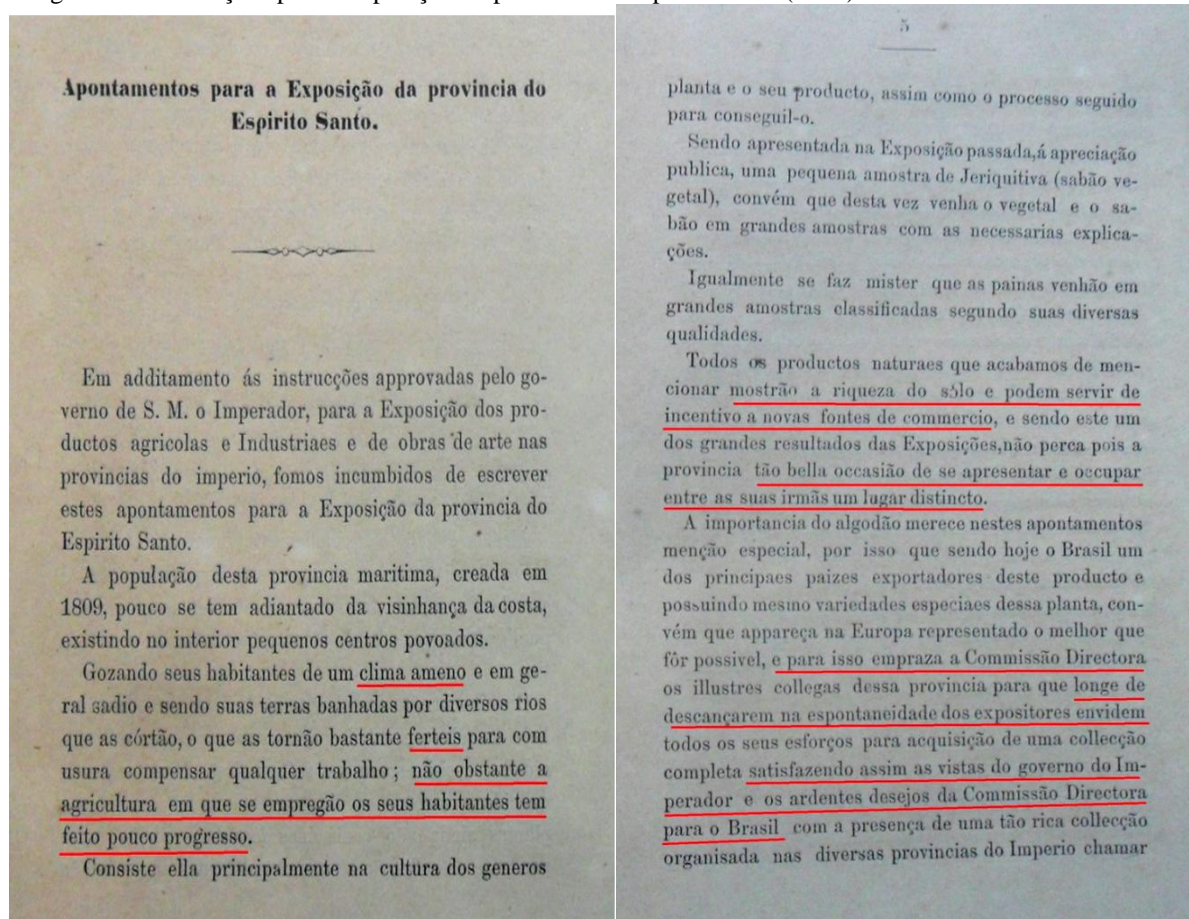 Apontamentos para a Exposição da provincia do
Espirito Santo.
Em additamento ás instrucções approvadas pelo go-
verno de S. M. o Imperador, para a Exposição dos pro-
ductos agricolas e Industriaes e de obras de arte nas
provincias do imperio, fomos incumbidos de escrever
estes apontamentos para a Exposição da provincia do
Espirito Santo.
A população desta provincia maritima, creada em
1809, pouco se tem adiantado da visinhança da costa,
existindo no interior pequenos centros povoados.
Gozando seus habitantes de um clima ameno e em ge-
ral sadio e sendo suas terras banhadas por diversos rios
que as córtão, o que as tornão bastante ferteis para com
usura compensar qualquer trabalho; não obstante a
agricultura em que se empregão os seus habitantes tem
feito pouco progresso.
Consiste ella principalmente na cultura dos generos
5
planta e o seu producto, assim como o processo seguido
para conseguil-o.
Sendo apresentada na Exposição passada,á apreciação
publica, uma pequena amostra de Jeriquitiva (sabão ve-
getal), convém que desta vez venha o vegetal e o sa-
bão em grandes amostras com as necessarias explica-
ções.
Igualmente se faz mister que as painas venhão em
grandes amostras classificadas segundo suas diversas
qualidades.
Todos os productos naturaes que acabamos de men-
cionar mostrão a riqueza do sólo e podem servir de
incentivo a novas fontes de commercio, e sendo este um
dos grandes resultados das Exposições,não perca pois a
provincia tão bella occasião de se apresentar e occupar
entre as suas irmãs um lugar distincto.
A importancia do algodão merece nestes apontamentos
menção especial, por isso que sendo hoje o Brasil um
dos principaes paizes exportadores deste producto e
possuindo mesmo variedades especiaes dessa planta, con-
vém que appareça na Europa representado o melhor que
fôr possivel, e para isso empraza a Commissão Directora
os illustres collegas dessa provincia para que longe de
descançarem na espontaneidade dos expositores envidem
todos os seus esforços para acquisição de uma collecção
completa satisfazendo assim as vistas do governo do Im-
perador e os ardentes desejos da Commissão Directora
para o Brasil com a presença de uma tão rica collecção
organisada nas diversas provincias do Imperio chamar